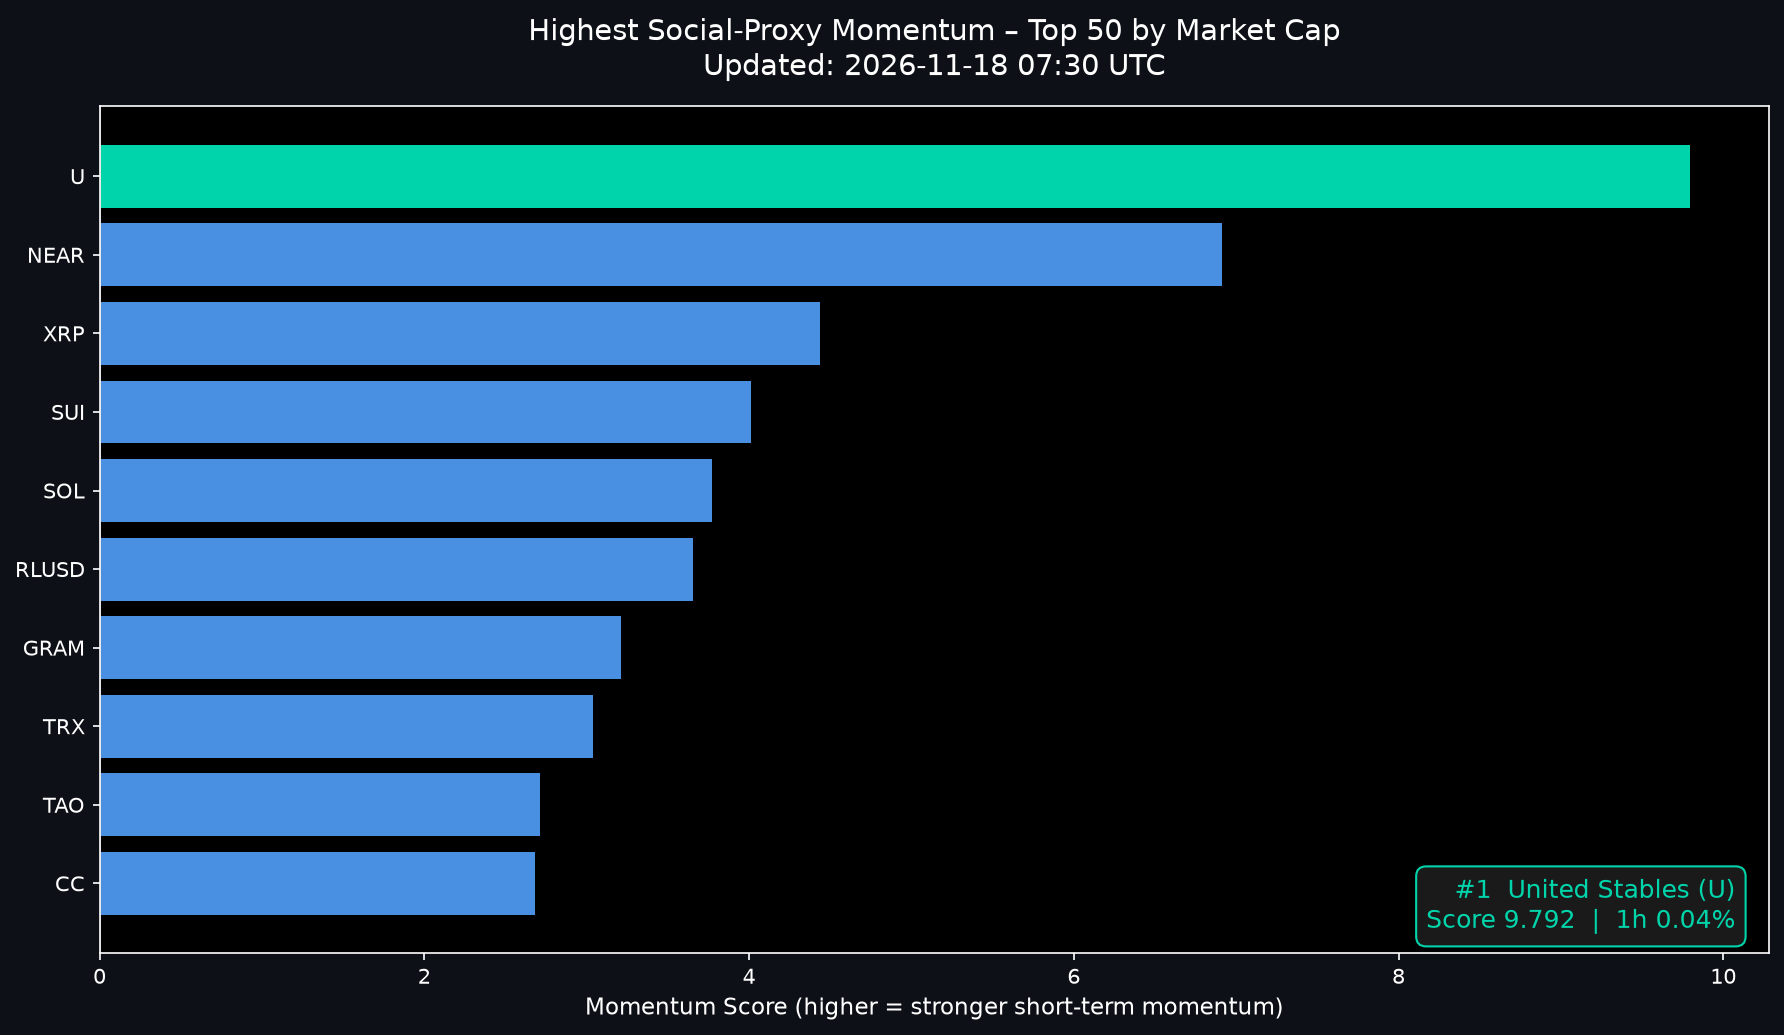 Highest Social-Proxy Momentum – Top 50 by Market Cap
Updated: 2026-11-18 07:30 UTC
U
NEAR
XRP
SUI
SOL
RLUSD
GRAM
TRX
TAO
CC
#1  United Stables (U)
Score 9.792  |  1h 0.04%
0 2 4 6 8 10
Momentum Score (higher = stronger short-term momentum)